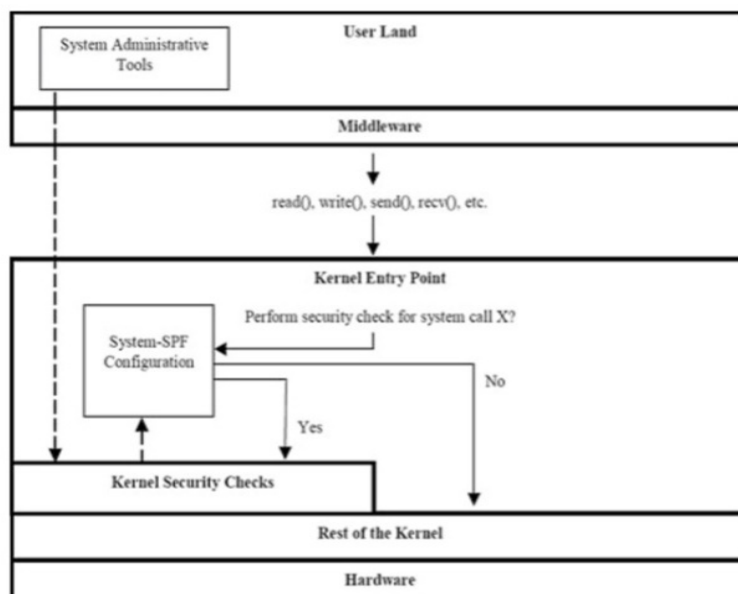 User Land
System Administrative
Tools
Middleware
read(), write(), send(), recv(), etc.
Kernel Entry Point
Perform security check for system call X?
System-SPF
Configuration
No
Yes
Kernel Security Checks
Rest of the Kernel
Hardware